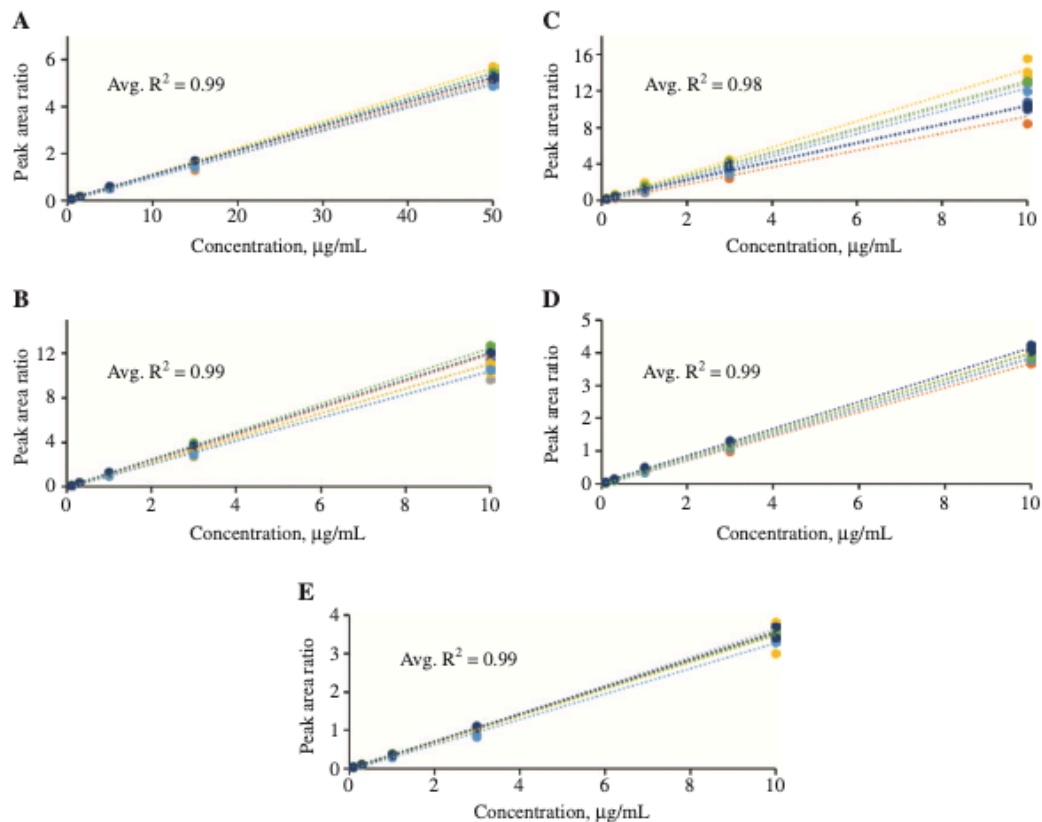 A
Peak area ratio
6
4
2
0
Avg. R² = 0.99
0 10 20 30 40 50
Concentration, μg/mL
C
Peak area ratio
16
12
8
4
0
Avg. R² = 0.98
0 2 4 6 8 10
Concentration, μg/mL
B
Peak area ratio
12
8
4
0
Avg. R² = 0.99
0 2 4 6 8 10
Concentration, μg/mL
D
Peak area ratio
5
4
3
2
1
0
Avg. R² = 0.99
0 2 4 6 8 10
Concentration, μg/mL
E
Peak area ratio
4
3
2
1
0
Avg. R² = 0.99
0 2 4 6 8 10
Concentration, μg/mL